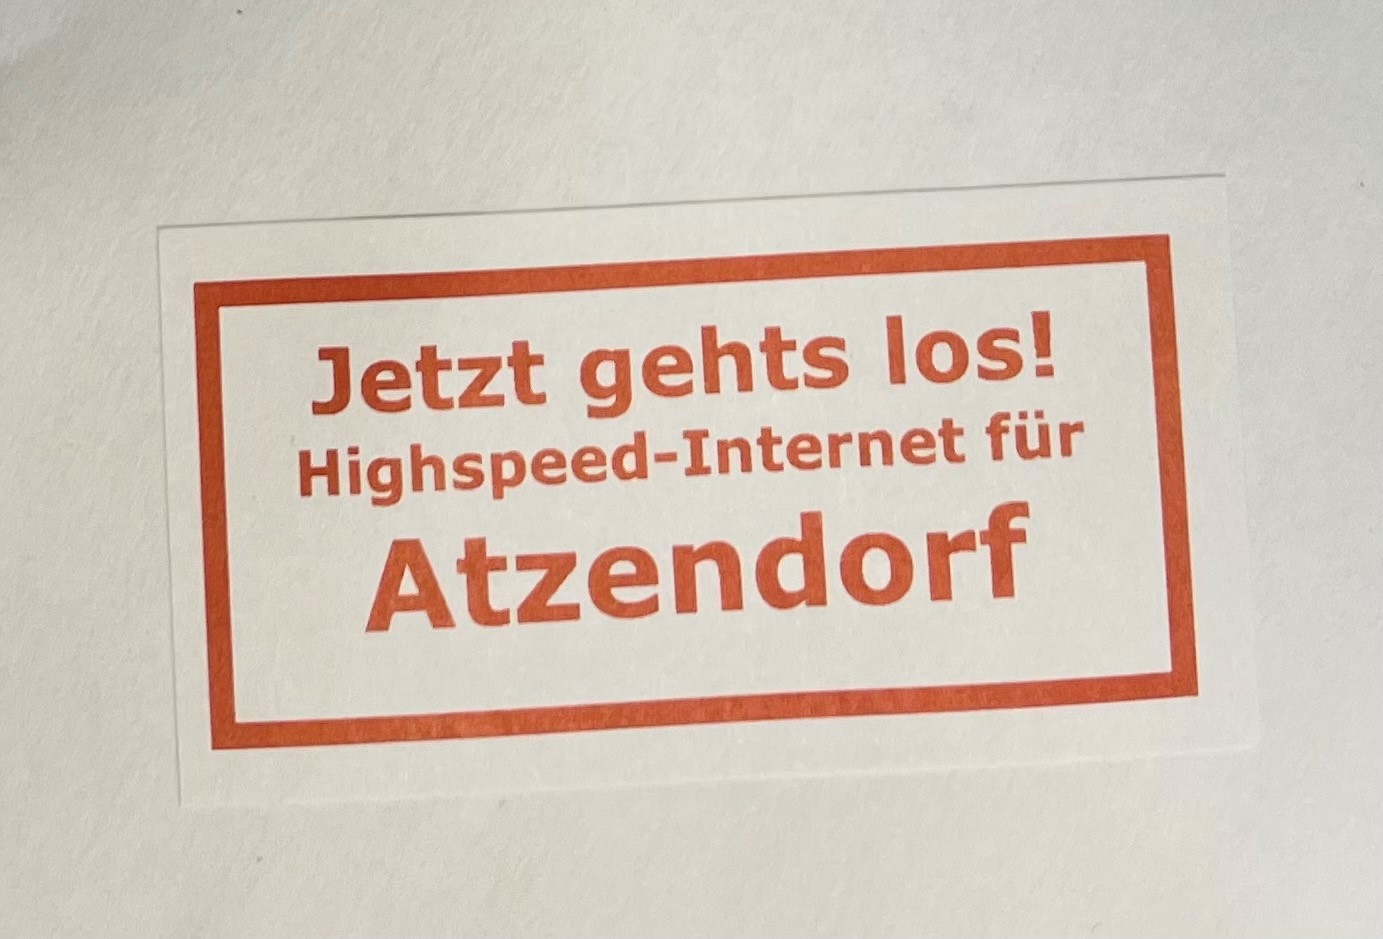 Jetzt gehts los!
Highspeed-Internet für
Atzendorf